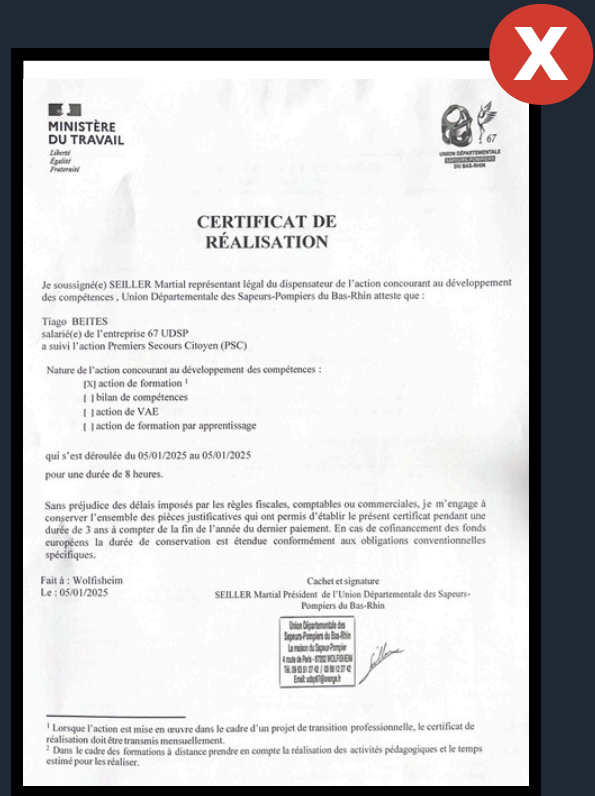 X
MINISTÈRE
DU TRAVAIL
Liberté
Égalité
Fraternité
67
UNION DÉPARTEMENTALE
SAPEURS-POMPIERS
DU BAS-RHIN
CERTIFICAT DE
RÉALISATION
Je soussigné(e) SEILLER Martial représentant légal du dispensateur de l'action concourant au développement
des compétences , Union Départementale des Sapeurs-Pompiers du Bas-Rhin atteste que :
Tiago BEITES
salarié(e) de l'entreprise 67 UDSP
a suivi l'action Premiers Secours Citoyen (PSC)
Nature de l'action concourant au développement des compétences :
[X] action de formation ¹
[ ] bilan de compétences
[ ] action de VAE
[ ] action de formation par apprentissage
qui s'est déroulée du 05/01/2025 au 05/01/2025
pour une durée de 8 heures.
Sans préjudice des délais imposés par les règles fiscales, comptables ou commerciales, je m'engage à
conserver l'ensemble des pièces justificatives qui ont permis d'établir le présent certificat pendant une
durée de 3 ans à compter de la fin de l'année du dernier paiement. En cas de cofinancement des fonds
européens la durée de conservation est étendue conformément aux obligations conventionnelles
spécifiques.
Fait à : Wolfisheim
Le : 05/01/2025
Cachet et signature
SEILLER Martial Président de l'Union Départementale des Sapeurs-
Pompiers du Bas-Rhin
Union Départementale des
Sapeurs-Pompiers du Bas-Rhin
La maison du Sapeur-Pompier
4 route de Paris - 67202 WOLFISHEIM
¹ Lorsque l'action est mise en œuvre dans le cadre d'un projet de transition professionnelle, le certificat de
réalisation doit être transmis mensuellement.
² Dans le cadre des formations à distance prendre en compte la réalisation des activités pédagogiques et le temps
estimé pour les réaliser.